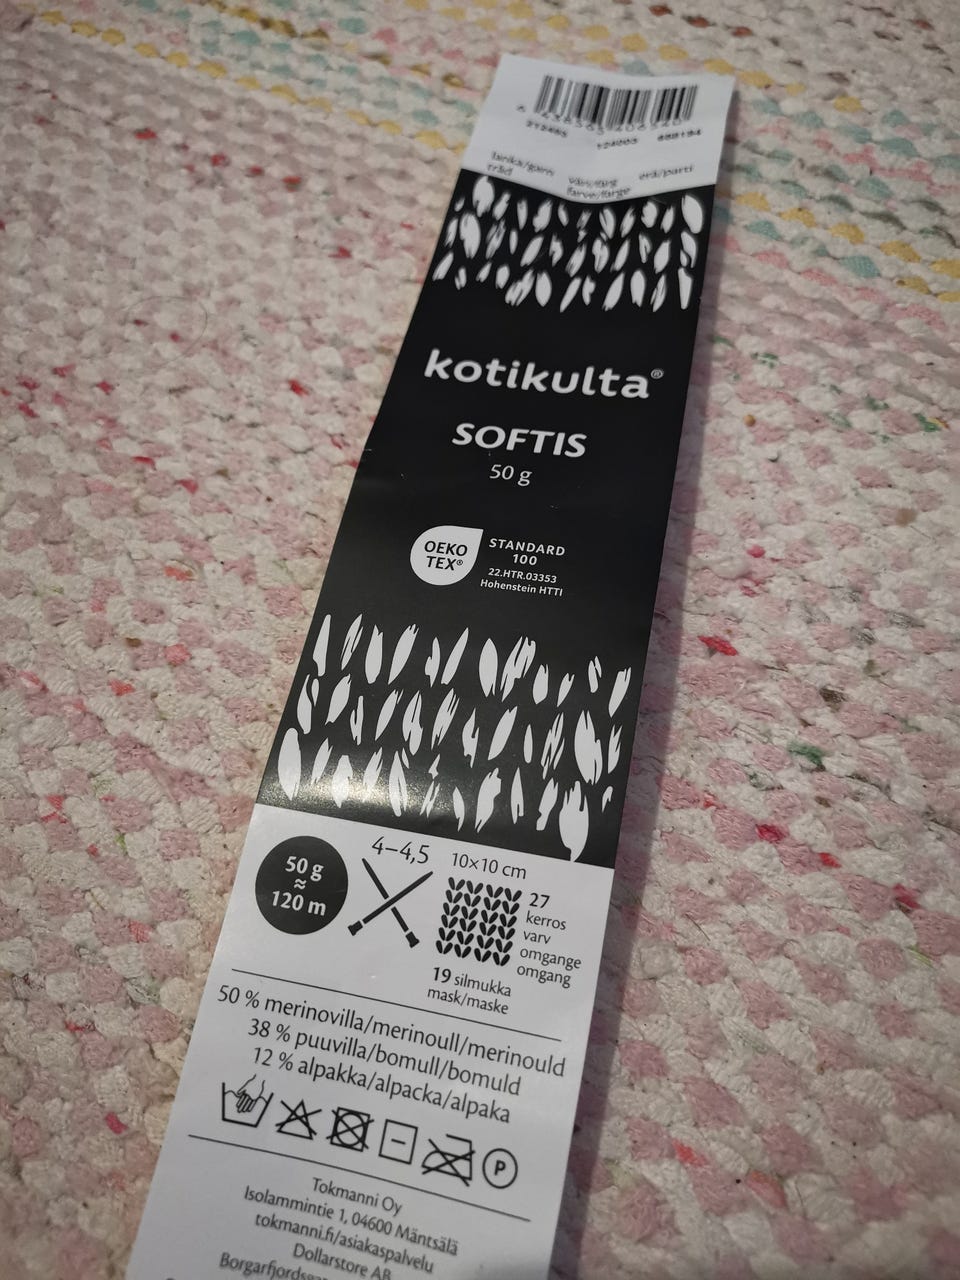 124003
lanka/garn väri/färg erä/parti
tråd farve/farge
kotikulta®
SOFTIS
50 g
OEKO
TEX®
STANDARD
100
22.HTR.03353
Hohenstein HTTI
50 g
≈
120 m
4–4,5
10×10 cm
27
kerros
varv
omgange
omgang
19 silmukka
mask/maske
50 % merinovilla/merinoull/merinould
38 % puuvilla/bomull/bomuld
12 % alpakka/alpacka/alpaka
P
Tokmanni Oy
Isolammintie 1, 04600 Mäntsälä
tokmanni.fi/asiakaspalvelu
Dollarstore AB